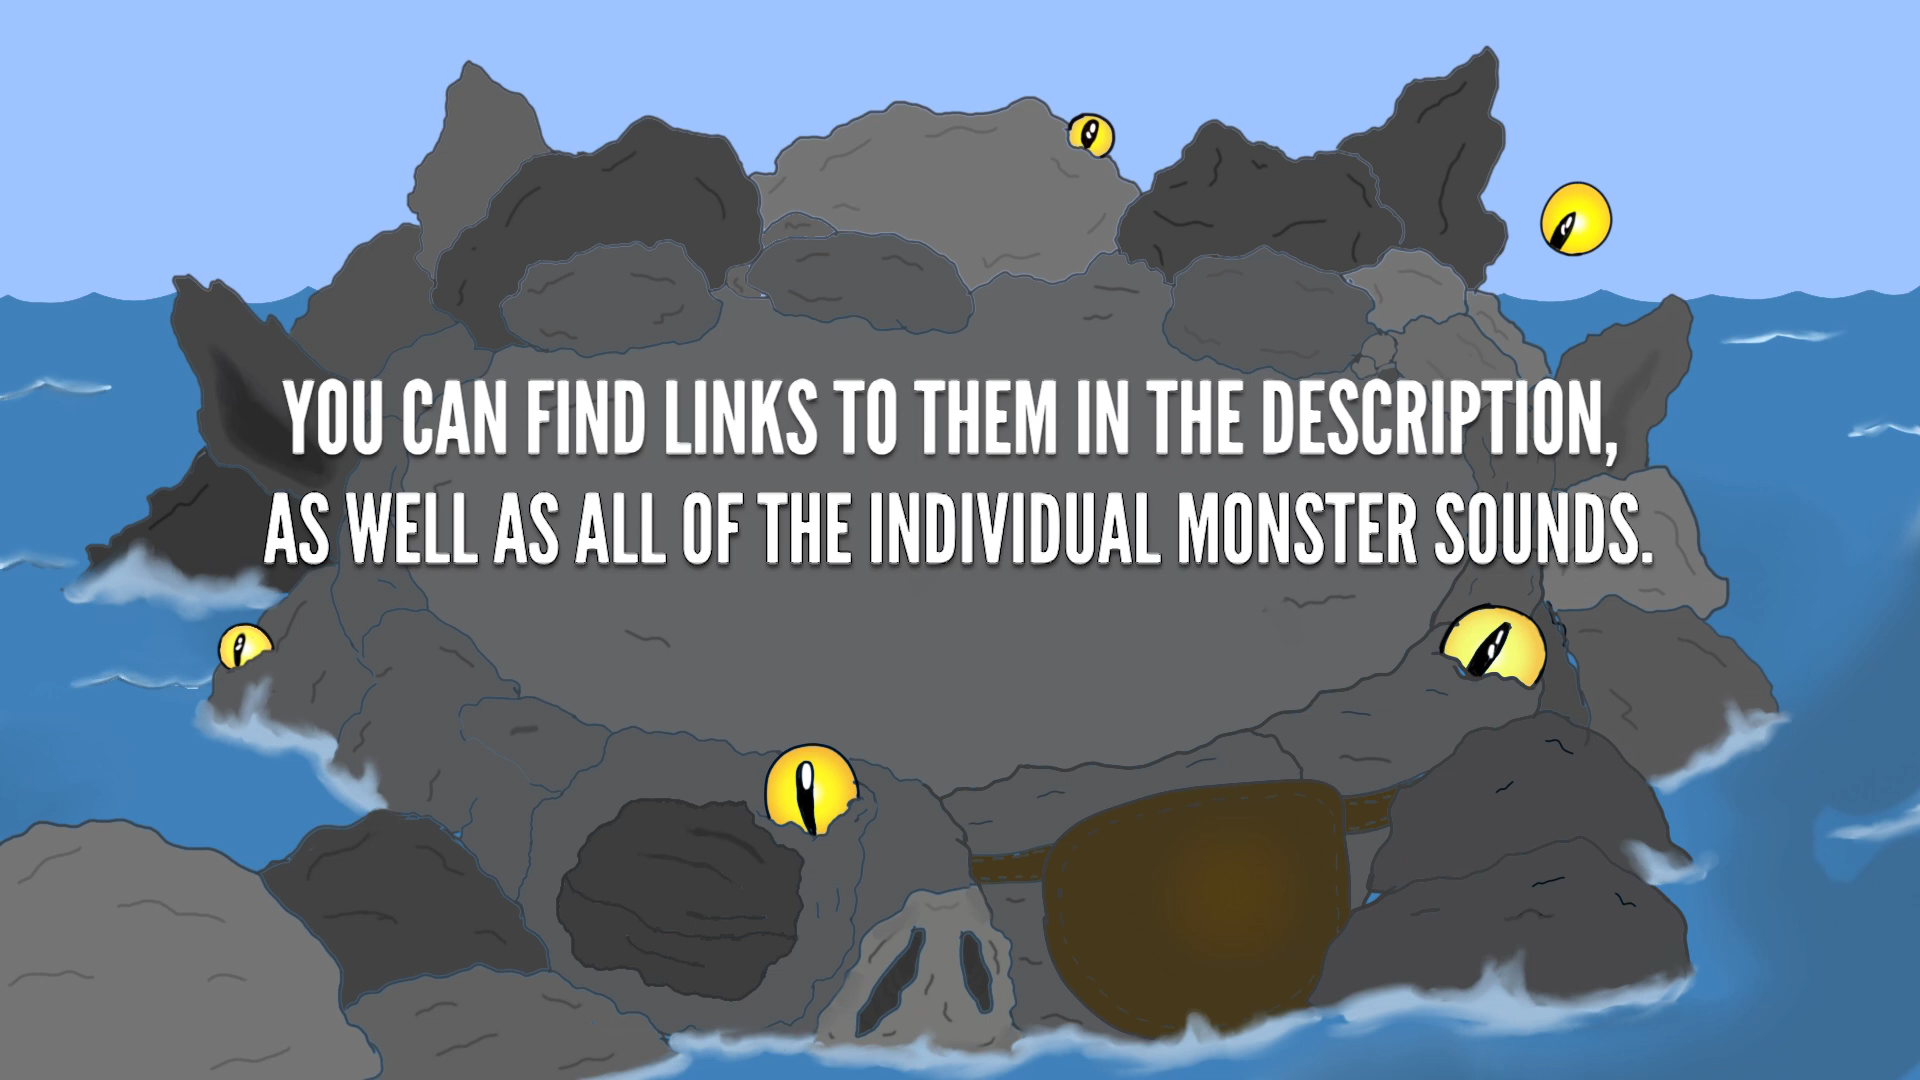 YOU CAN FIND LINKS TO THEM IN THE DESCRIPTION,
AS WELL AS ALL OF THE INDIVIDUAL MONSTER SOUNDS.